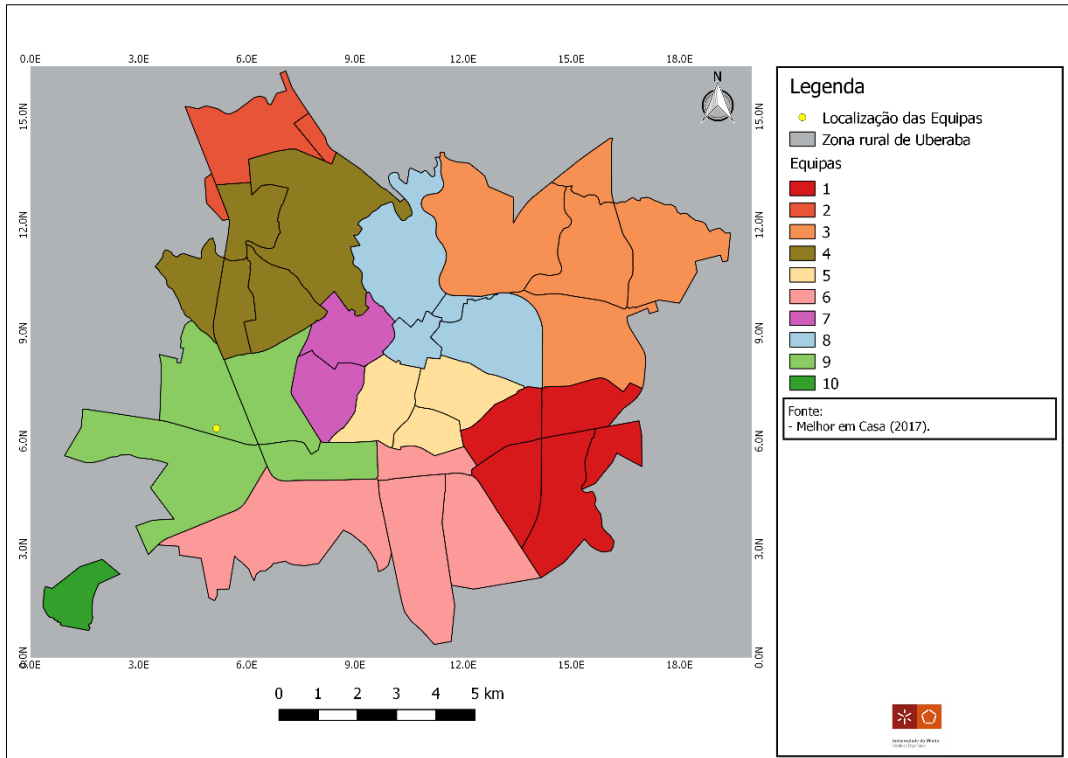 0.0E 3.0E 6.0E 9.0E 12.0E 15.0E 18.0E
N
15.0N 15.0N
12.0N 12.0N
9.0N 9.0N
6.0N 6.0N
3.0N 3.0N
0.0N 0.0N
0.0E 3.0E 6.0E 9.0E 12.0E 15.0E 18.0E
0 1 2 3 4 5 km
Legenda
Localização das Equipas
Zona rural de Uberaba
Equipas
1
2
3
4
5
6
7
8
9
10
Fonte:
- Melhor em Casa (2017).
Universidade do Minho